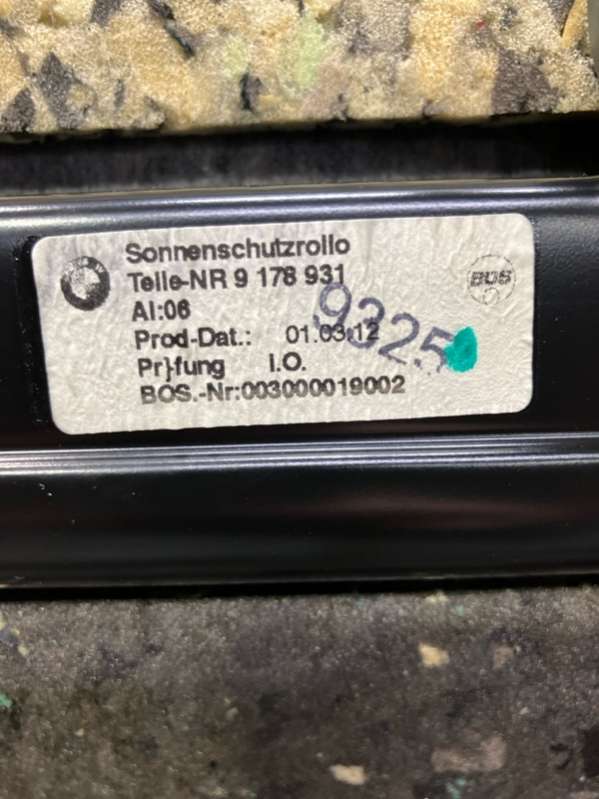 Sonnenschutzrollo
Teile-NR 9 178 931
AI:06
Prod-Dat.: 01.03.12
Pr}fung I.O.
BOS.-Nr:003000019002
9325
BOS